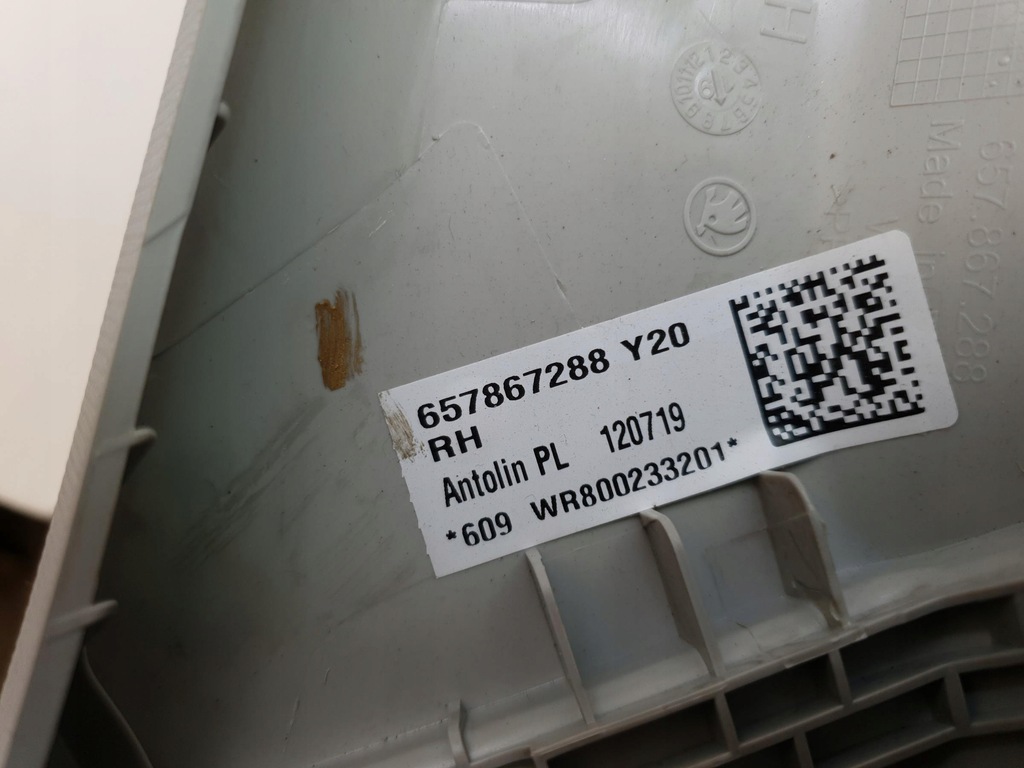 657867288 Y20
RH
Antolin PL 120719
*609 WR800233201*
657.867.288
Made in
H